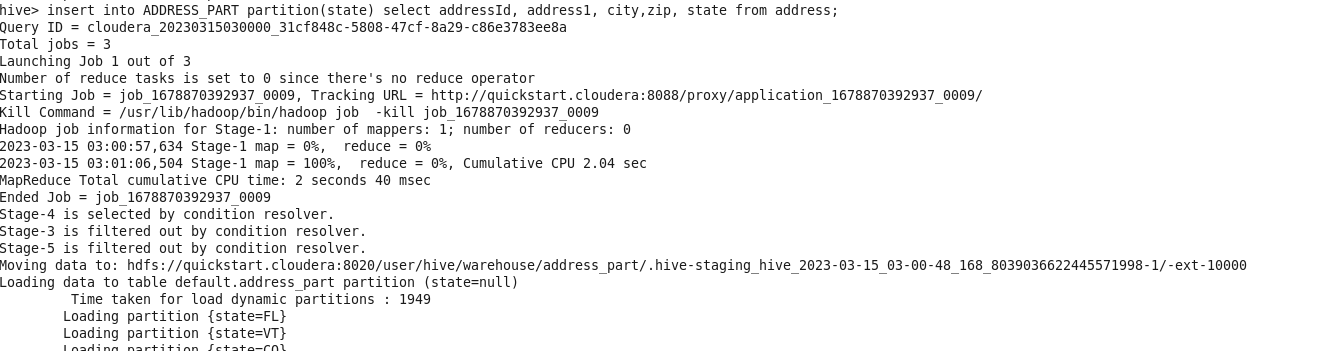 hive> insert into ADDRESS_PART partition(state) select addressId, address1, city,zip, state from address;
Query ID = cloudera_20230315030000_31cf848c-5808-47cf-8a29-c86e3783ee8a
Total jobs = 3
Launching Job 1 out of 3
Number of reduce tasks is set to 0 since there's no reduce operator
Starting Job = job_1678870392937_0009, Tracking URL = http://quickstart.cloudera:8088/proxy/application_1678870392937_0009/
Kill Command = /usr/lib/hadoop/bin/hadoop job  -kill job_1678870392937_0009
Hadoop job information for Stage-1: number of mappers: 1; number of reducers: 0
2023-03-15 03:00:57,634 Stage-1 map = 0%,  reduce = 0%
2023-03-15 03:01:06,504 Stage-1 map = 100%,  reduce = 0%, Cumulative CPU 2.04 sec
MapReduce Total cumulative CPU time: 2 seconds 40 msec
Ended Job = job_1678870392937_0009
Stage-4 is selected by condition resolver.
Stage-3 is filtered out by condition resolver.
Stage-5 is filtered out by condition resolver.
Moving data to: hdfs://quickstart.cloudera:8020/user/hive/warehouse/address_part/.hive-staging_hive_2023-03-15_03-00-48_168_8039036622445571998-1/-ext-10000
Loading data to table default.address_part partition (state=null)
         Time taken for load dynamic partitions : 1949
        Loading partition {state=FL}
        Loading partition {state=VT}
        Loading partition {state=CO}